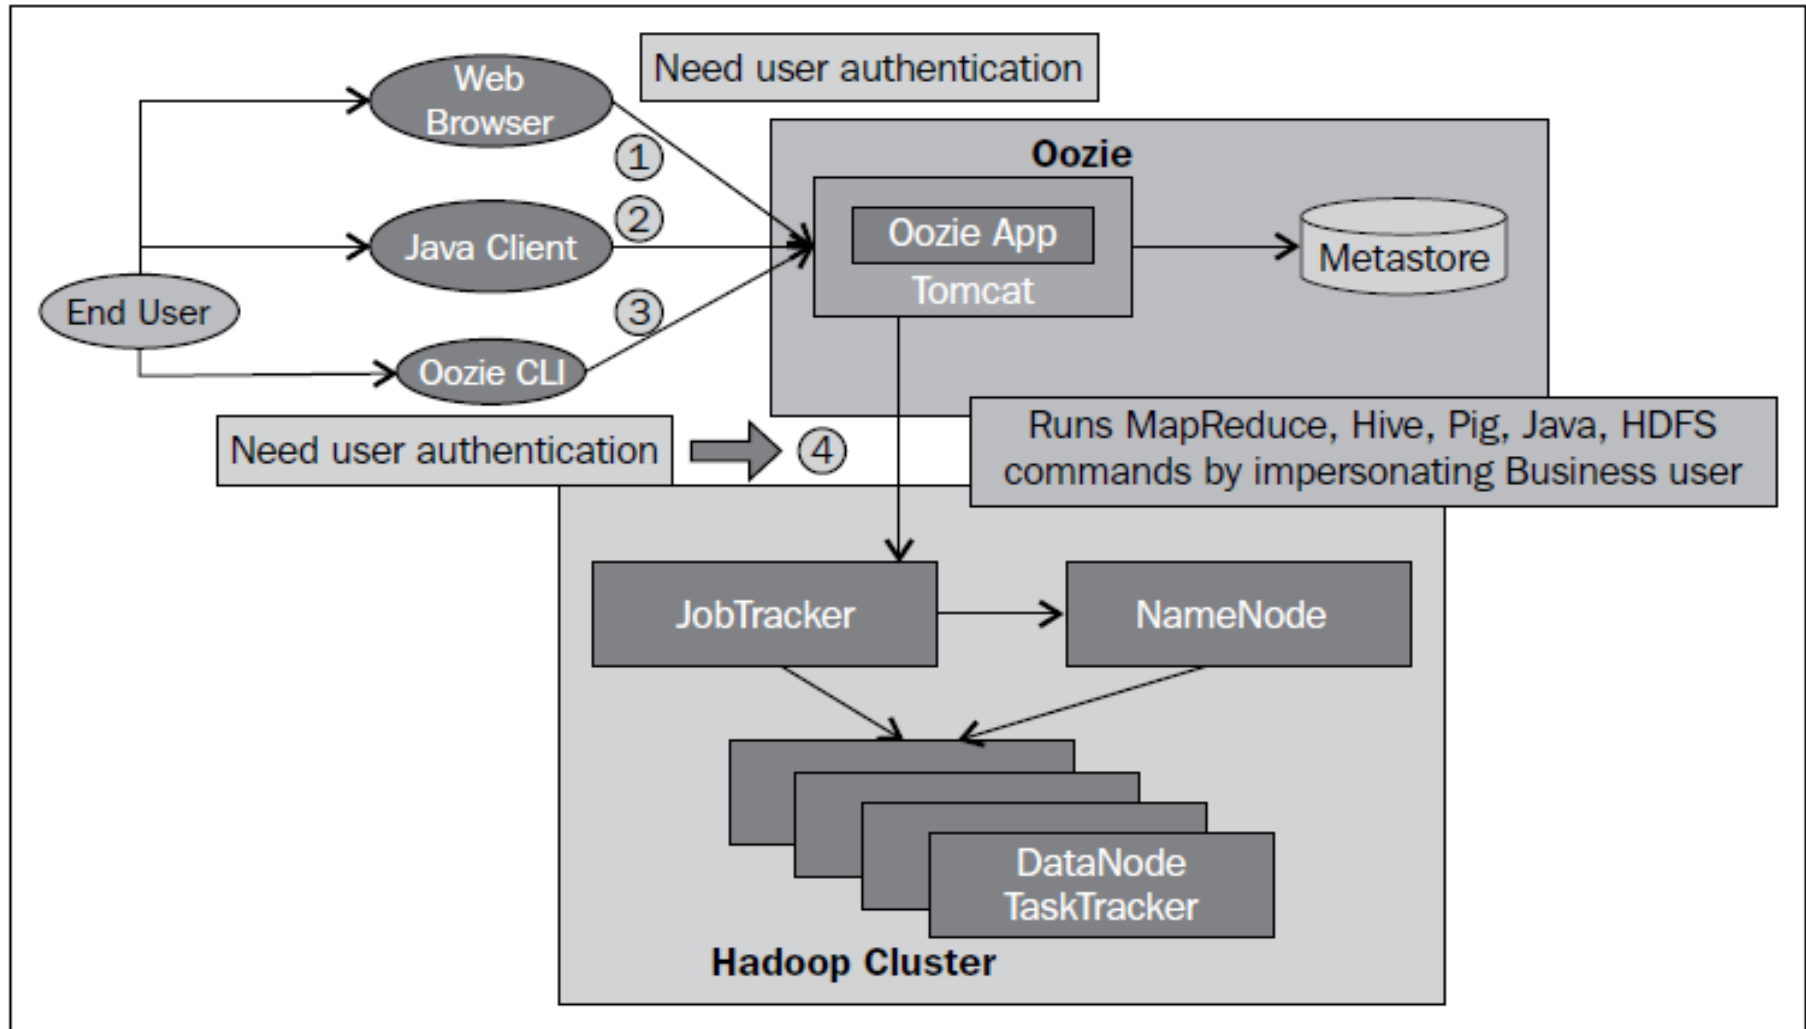 Need user authentication
Web
Browser
1
Oozie
2
Java Client
Oozie App
Tomcat
Metastore
End User
3
Oozie CLI
Need user authentication
4
Runs MapReduce, Hive, Pig, Java, HDFS
commands by impersonating Business user
JobTracker
NameNode
DataNode
TaskTracker
Hadoop Cluster